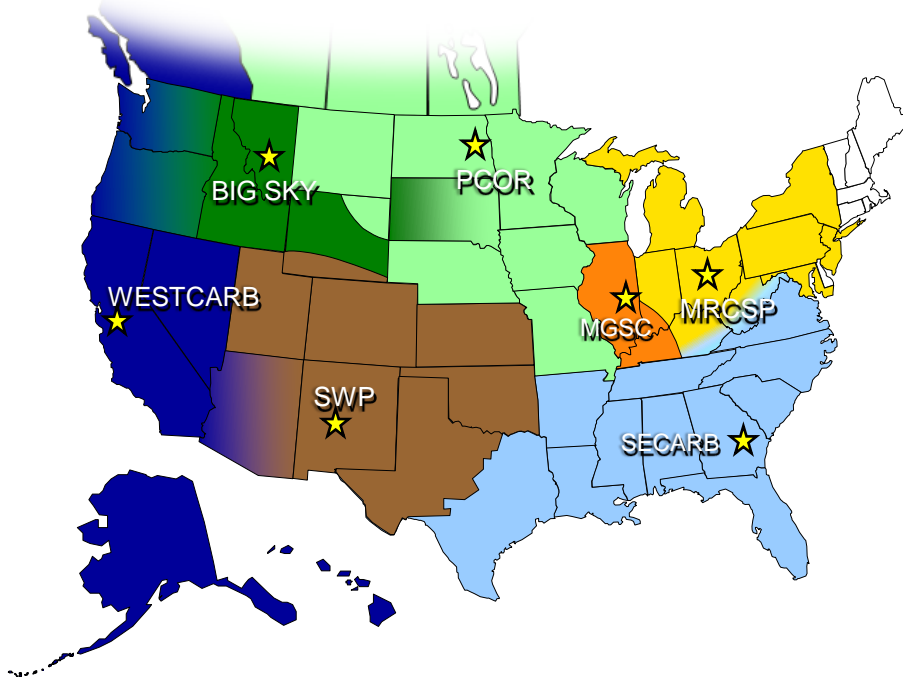 BIG SKY
PCOR
WESTCARB
MRCSP
MGSC
SWP
SECARB